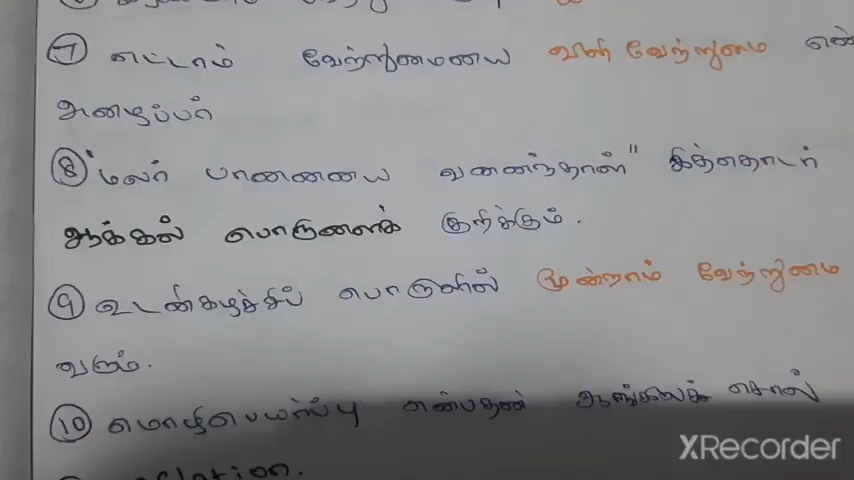 ⑦ எட்டாம் வேற்றுமையை விளி வேற்றுமை என்
அழைப்பர்
⑧ "மலர் பானையை வனைந்தாள்" இத்தொடர்
ஆக்கல் பொருளைக் குறிக்கும்.
⑨ உடனிகழ்ச்சிப் பொருளில் மூன்றாம் வேற்றுமை
வரும்.
⑩ மொழிபெயர்ப்பு என்பதன் ஆங்கிலச் சொல்
XRecorder